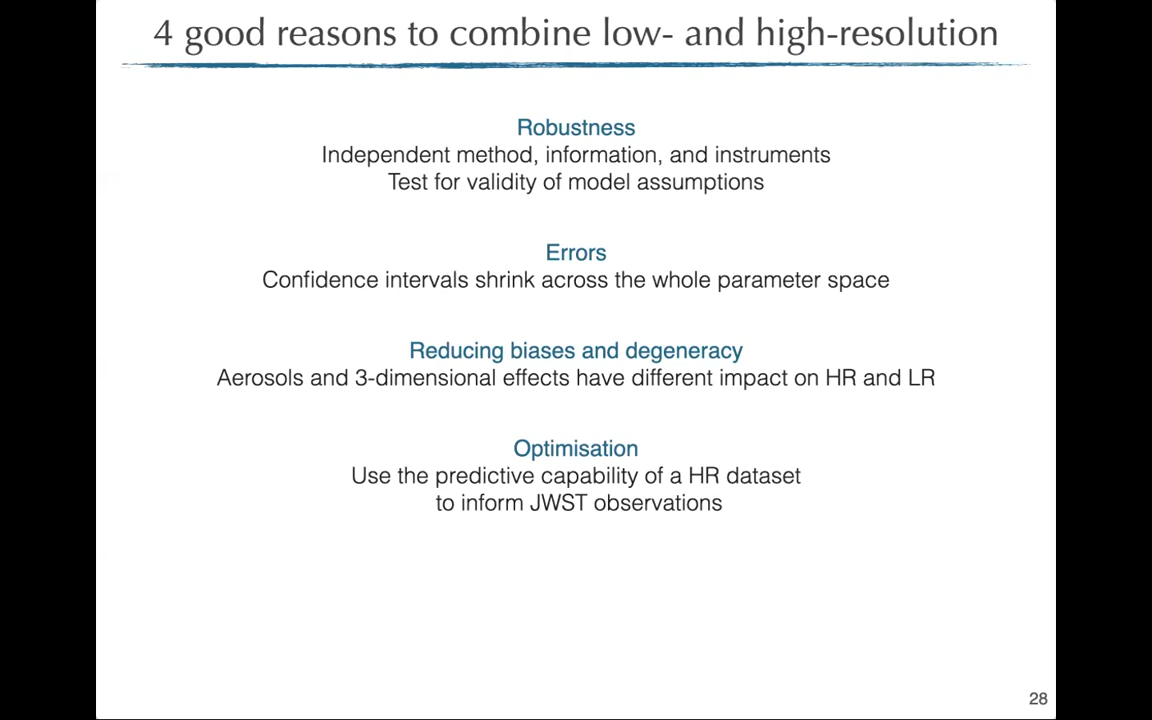 4 good reasons to combine low- and high-resolution
Robustness
Independent method, information, and instruments
Test for validity of model assumptions
Errors
Confidence intervals shrink across the whole parameter space
Reducing biases and degeneracy
Aerosols and 3-dimensional effects have different impact on HR and LR
Optimisation
Use the predictive capability of a HR dataset
to inform JWST observations
28